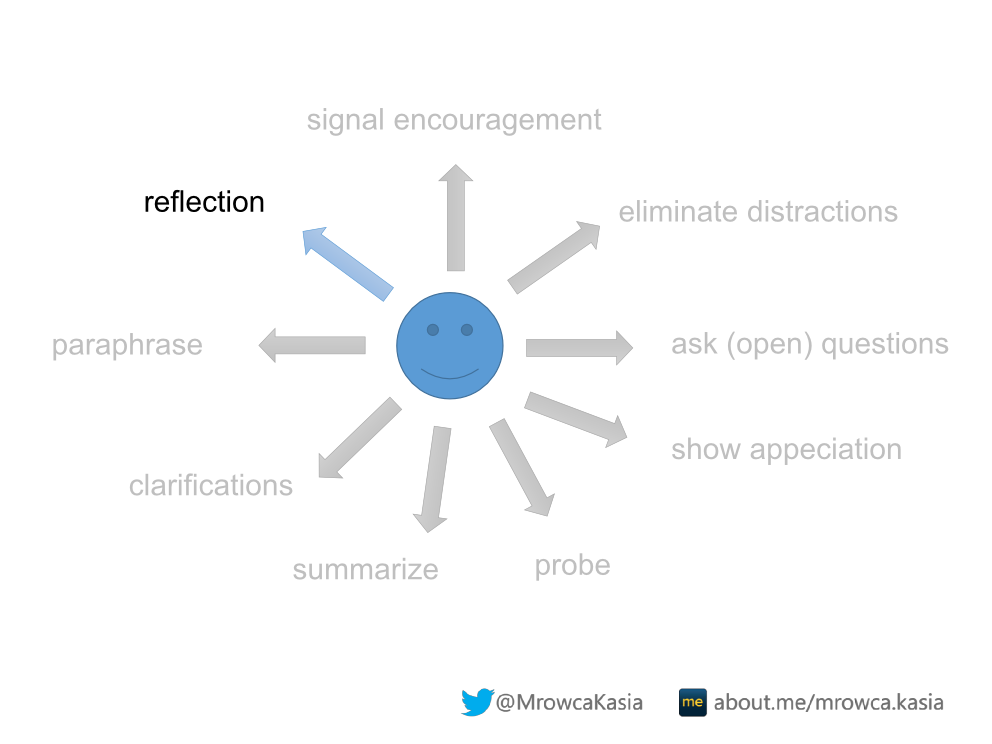 signal encouragement
reflection
eliminate distractions
paraphrase
ask (open) questions
show appeciation
clarifications
summarize
probe
@MrowcaKasia
me about.me/mrowca.kasia